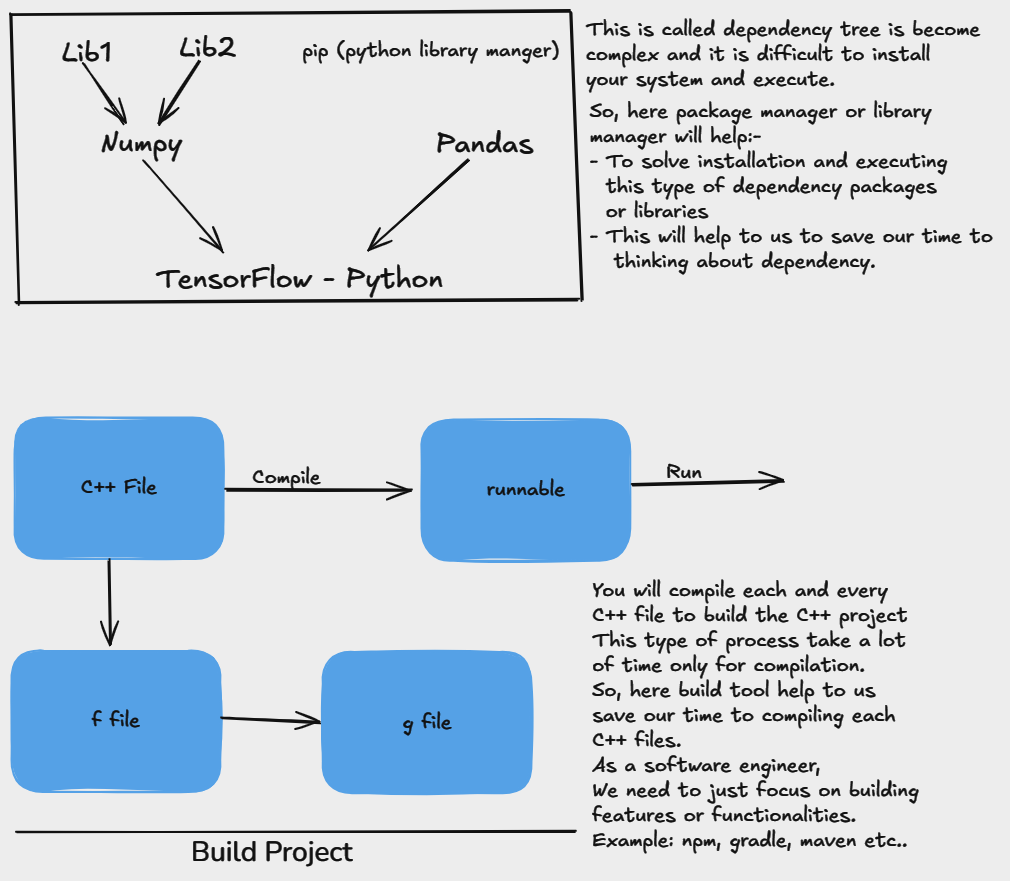 Lib1
Lib2
pip (python library manger)
Numpy
Pandas
TensorFlow - Python
This is called dependency tree is become
complex and it is difficult to install
your system and execute.
So, here package manager or library
manager will help:-
- To solve installation and executing
this type of dependency packages
or libraries
- This will help to us to save our time to
thinking about dependency.
C++ File
Compile
runnable
Run
f file
g file
You will compile each and every
C++ file to build the C++ project
This type of process take a lot
of time only for compilation.
So, here build tool help to us
save our time to compiling each
C++ files.
As a software engineer,
We need to just focus on building
features or functionalities.
Example: npm, gradle, maven etc..
Build Project